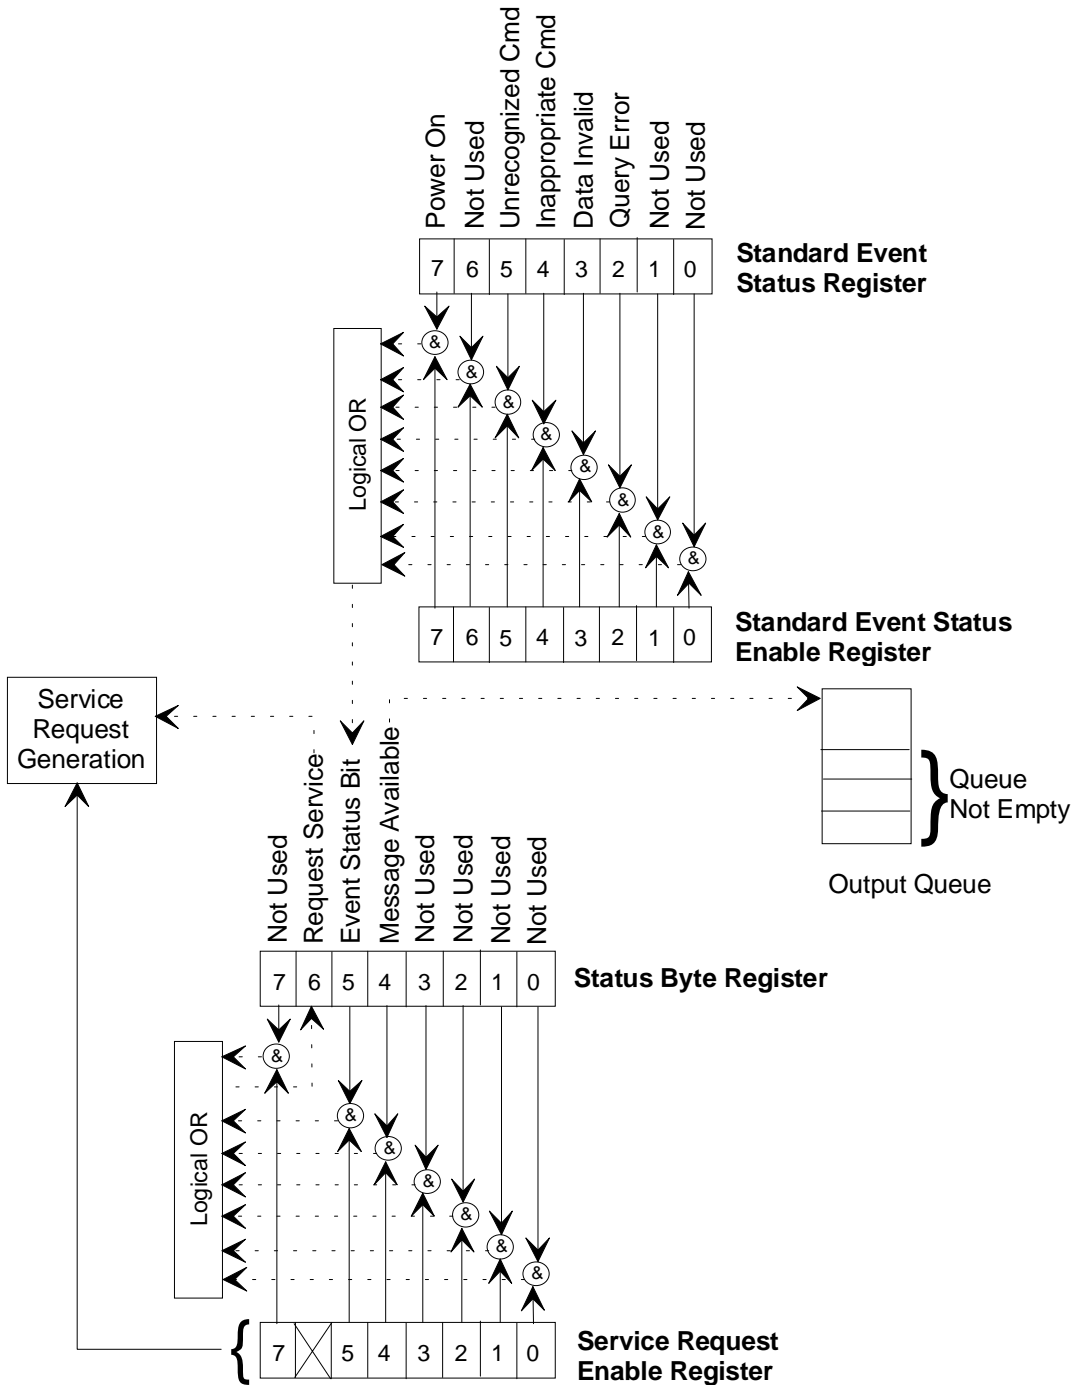 Power On
Not Used
Unrecognized Cmd
Inappropriate Cmd
Data Invalid
Query Error
Not Used
Not Used
7 6 5 4 3 2 1 0
Standard Event
Status Register
&
&
&
&
&
&
&
&
Logical OR
7 6 5 4 3 2 1 0
Standard Event Status
Enable Register
Service
Request
Generation
Queue
Not Empty
Output Queue
Not Used
Request Service
Event Status Bit
Message Available
Not Used
Not Used
Not Used
Not Used
7 6 5 4 3 2 1 0
Status Byte Register
&
&
&
&
&
&
&
Logical OR
7 5 4 3 2 1 0
Service Request
Enable Register